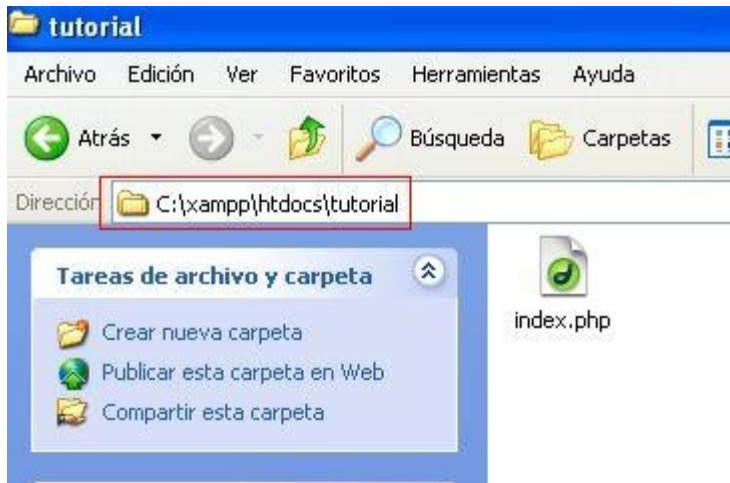 tutorial
Archivo Edición Ver Favoritos Herramientas Ayuda
Atrás Búsqueda Carpetas
Dirección C:\xampp\htdocs\tutorial
Tareas de archivo y carpeta
Crear nueva carpeta
Publicar esta carpeta en Web
Compartir esta carpeta
index.php